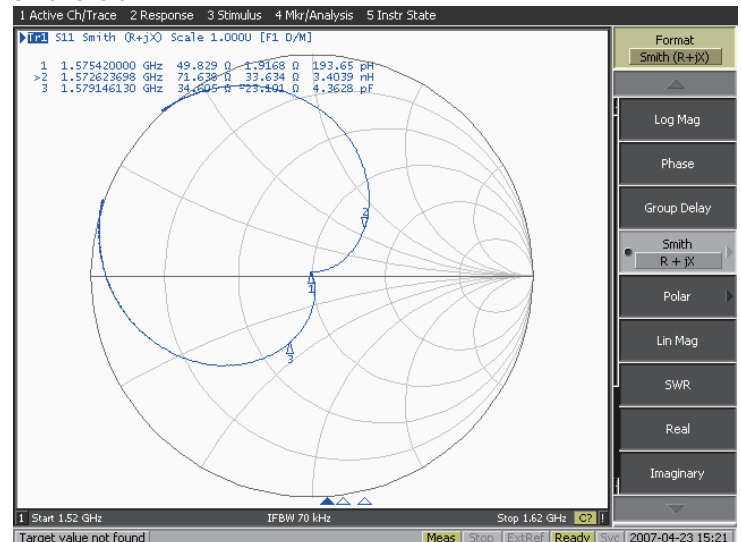 1 Active Ch/Trace 2 Response 3 Stimulus 4 Mkr/Analysis 5 Instr State
Tr1 S11 Smith (R+jX) Scale 1.000U [F1 D/M]
1 1.575420000 GHz 49.829 Ω 1.9168 Ω 193.65 pH
>2 1.572623698 GHz 71.638 Ω 33.634 Ω 3.4039 nH
3 1.579146130 GHz 34.605 Ω -23.101 Ω 4.3628 pF
2
1
3
1 Start 1.52 GHz IFBW 70 kHz Stop 1.62 GHz C? !
Target value not found Meas Stop ExtRef Ready Svc 2007-04-23 15:21
Format
Smith (R+jX)
Log Mag
Phase
Group Delay
Smith
R + jX
Polar
Lin Mag
SWR
Real
Imaginary